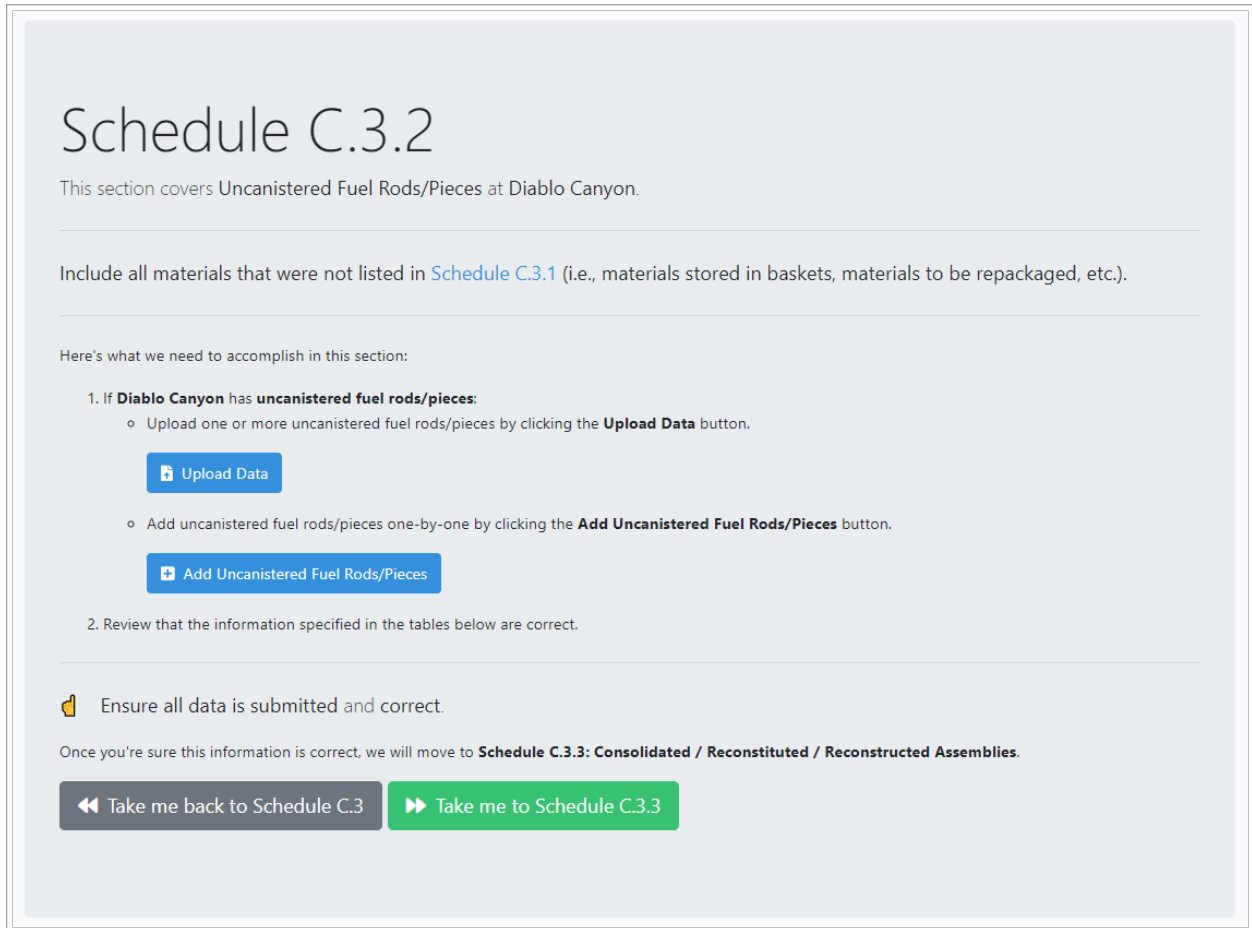 Schedule C.3.2
This section covers Uncanistered Fuel Rods/Pieces at Diablo Canyon.
Include all materials that were not listed in Schedule C.3.1 (i.e., materials stored in baskets, materials to be repackaged, etc.).
Here's what we need to accomplish in this section:
1. If Diablo Canyon has uncanistered fuel rods/pieces:
Upload one or more uncanistered fuel rods/pieces by clicking the Upload Data button.
Upload Data
Add uncanistered fuel rods/pieces one-by-one by clicking the Add Uncanistered Fuel Rods/Pieces button.
Add Uncanistered Fuel Rods/Pieces
2. Review that the information specified in the tables below are correct.
Ensure all data is submitted and correct.
Once you're sure this information is correct, we will move to Schedule C.3.3: Consolidated / Reconstituted / Reconstructed Assemblies.
Take me back to Schedule C.3 Take me to Schedule C.3.3